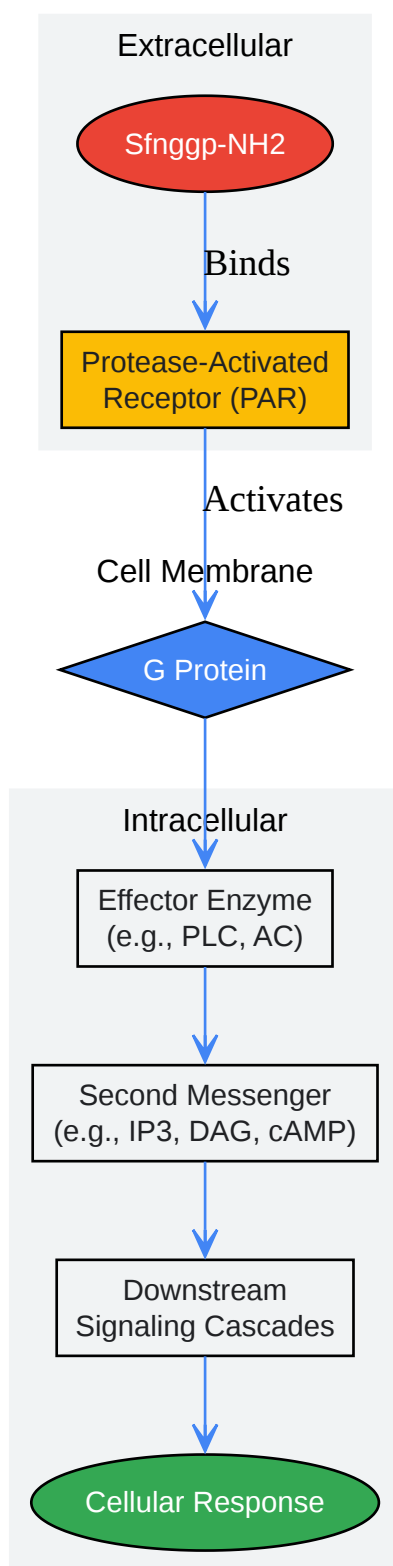 Extracellular
Sfnggp-NH2
Binds
Protease-Activated
Receptor (PAR)
Activates
Cell Membrane
G Protein
Intracellular
Effector Enzyme
(e.g., PLC, AC)
Second Messenger
(e.g., IP3, DAG, cAMP)
Downstream
Signaling Cascades
Cellular Response